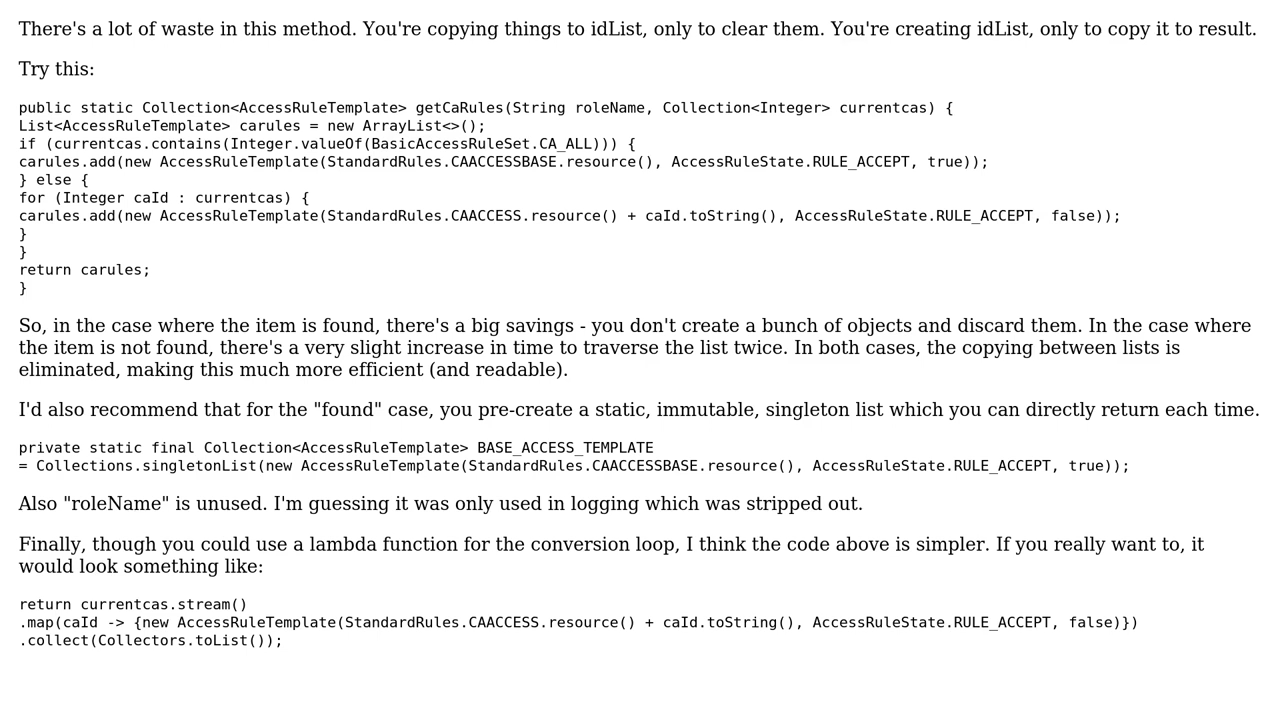 There's a lot of waste in this method. You're copying things to idList, only to clear them. You're creating idList, only to copy it to result.
Try this:
public static Collection<AccessRuleTemplate> getCaRules(String roleName, Collection<Integer> currentcas) {
List<AccessRuleTemplate> carules = new ArrayList<>();
if (currentcas.contains(Integer.valueOf(BasicAccessRuleSet.CA_ALL))) {
carules.add(new AccessRuleTemplate(StandardRules.CAACCESSBASE.resource(), AccessRuleState.RULE_ACCEPT, true));
} else {
for (Integer caId : currentcas) {
carules.add(new AccessRuleTemplate(StandardRules.CAACCESS.resource() + caId.toString(), AccessRuleState.RULE_ACCEPT, false));
}
}
return carules;
}
So, in the case where the item is found, there's a big savings - you don't create a bunch of objects and discard them. In the case where
the item is not found, there's a very slight increase in time to traverse the list twice. In both cases, the copying between lists is
eliminated, making this much more efficient (and readable).
I'd also recommend that for the "found" case, you pre-create a static, immutable, singleton list which you can directly return each time.
private static final Collection<AccessRuleTemplate> BASE_ACCESS_TEMPLATE
= Collections.singletonList(new AccessRuleTemplate(StandardRules.CAACCESSBASE.resource(), AccessRuleState.RULE_ACCEPT, true));
Also "roleName" is unused. I'm guessing it was only used in logging which was stripped out.
Finally, though you could use a lambda function for the conversion loop, I think the code above is simpler. If you really want to, it
would look something like:
return currentcas.stream()
.map(caId -> {new AccessRuleTemplate(StandardRules.CAACCESS.resource() + caId.toString(), AccessRuleState.RULE_ACCEPT, false)})
.collect(Collectors.toList());